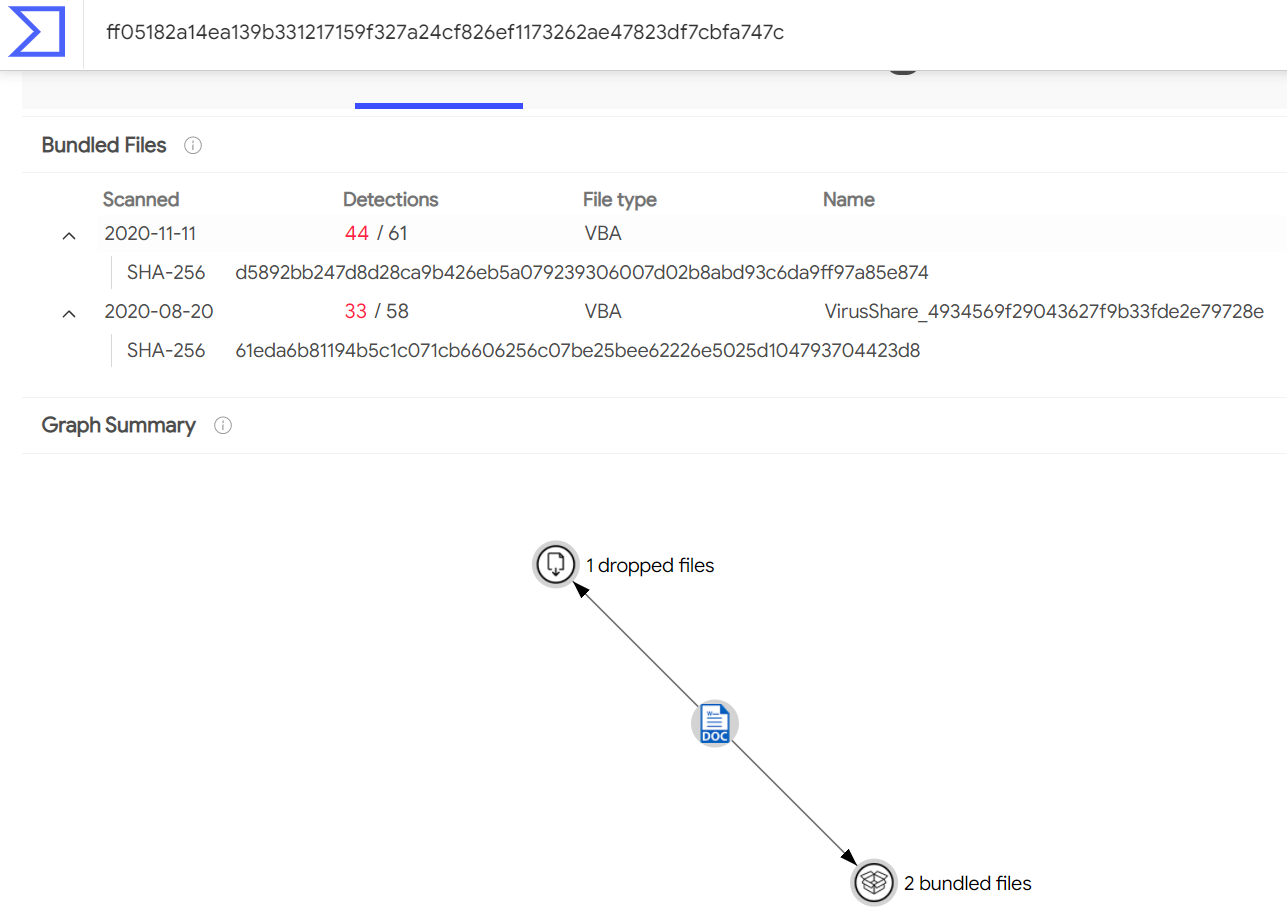 ff05182a14ea139b331217159f327a24cf826ef1173262ae47823df7cbfa747c
Bundled Files
Scanned Detections File type Name
2020-11-11 44 / 61 VBA
SHA-256 d5892bb247d8d28ca9b426eb5a079239306007d02b8abd93c6da9ff97a85e874
2020-08-20 33 / 58 VBA VirusShare_4934569f29043627f9b33fde2e79728e
SHA-256 61eda6b81194b5c1c071cb6606256c07be25bee62226e5025d104793704423d8
Graph Summary
1 dropped files
DOC
2 bundled files